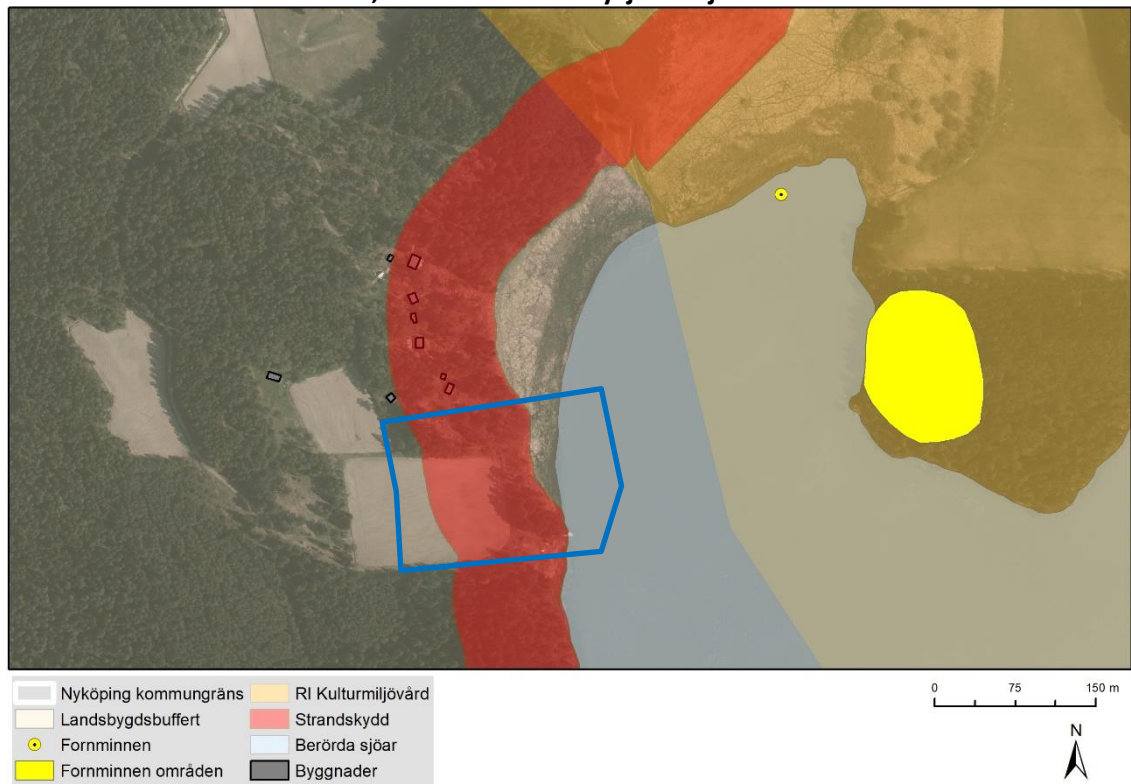 Nyköping kommungräns
Landsbygdsbuffert
Fornminnen
Fornminnen områden
RI Kulturmiljövård
Strandskydd
Berörda sjöar
Byggnader
0 75 150 m
N